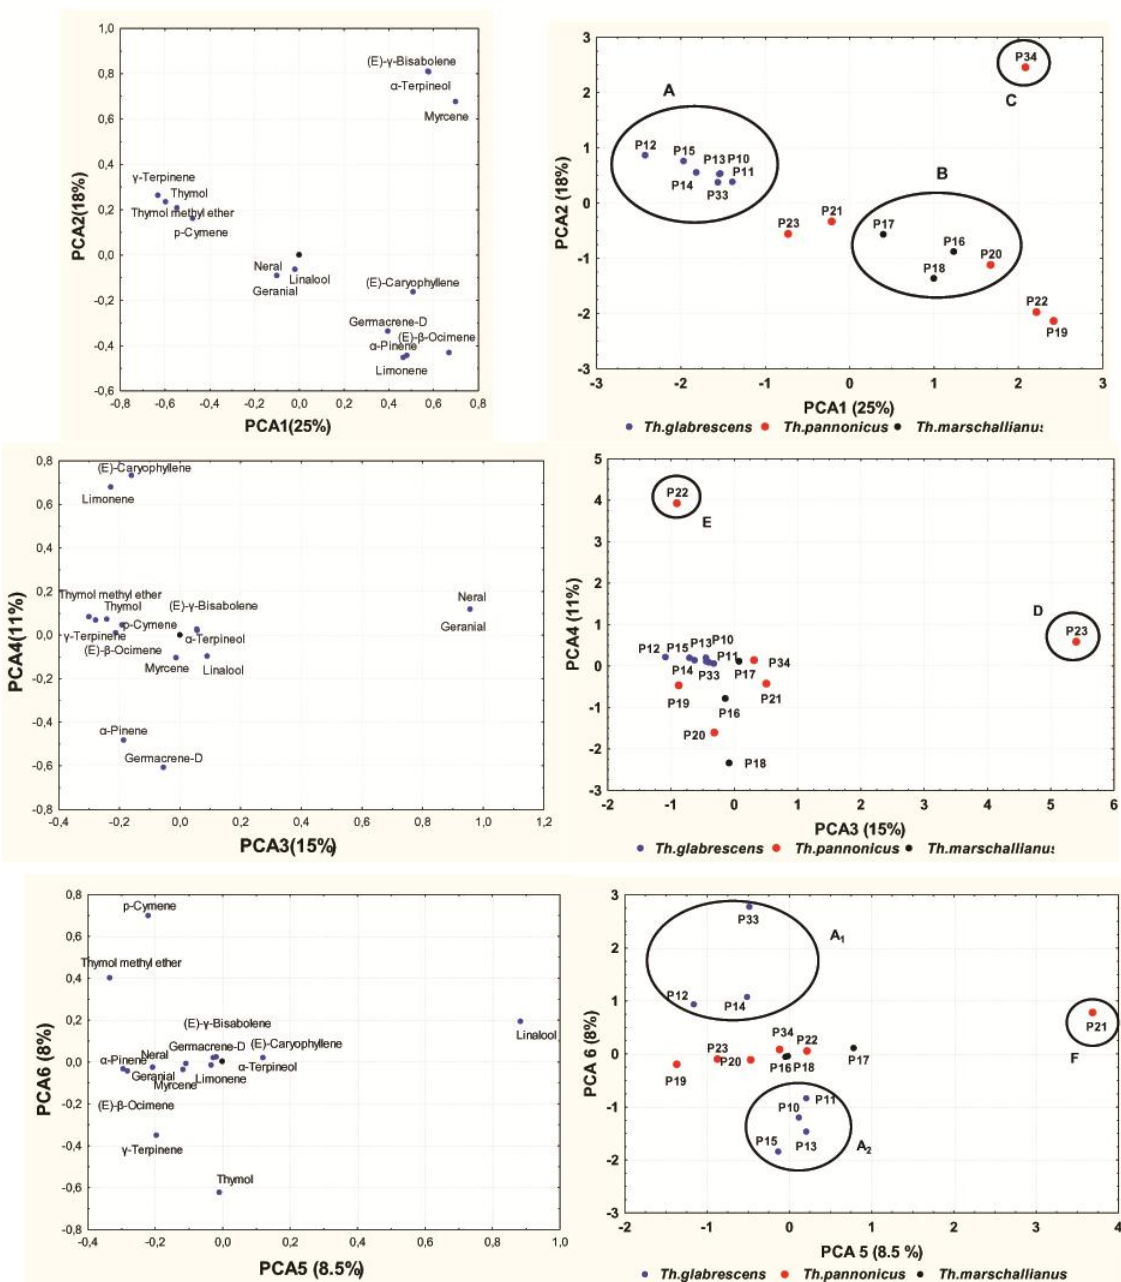 1,0
0,8
0,6
0,4
0,2
0,0
-0,2
-0,4
-0,6
PCA2(18%)
(E)-γ-Bisabolene
α-Terpineol
Myrcene
γ-Terpinene
Thymol
Thymol methyl ether
p-Cymene
Neral
Linalool
Geranial
(E)-Caryophyllene
Germacrene-D
(E)-β-Ocimene
α-Pinene
Limonene
-0,8 -0,6 -0,4 -0,2 0,0 0,2 0,4 0,6 0,8
PCA1(25%)
3
2
1
0
-1
-2
-3
PCA2 (18%)
P34
C
A
P12
P15
P13 P10
P14
P11
P33
B
P23
P21
P17
P16
P18
P20
P22
P19
-3 -2 -1 0 1 2 3
PCA1 (25%)
Th.glabrescens Th.pannonicus Th.marschallianus
0,8
0,6
0,4
0,2
0,0
-0,2
-0,4
-0,6
-0,8
PCA4(11%)
(E)-Caryophyllene
Limonene
Thymol methyl ether
Thymol
(E)-γ-Bisabolene
p-Cymene
γ-Terpinene
α-Terpineol
(E)-β-Ocimene
Myrcene
Linalool
Neral
Geranial
α-Pinene
Germacrene-D
-0,4 -0,2 0,0 0,2 0,4 0,6 0,8 1,0 1,2
PCA3(15%)
5
4
3
2
1
0
-1
-2
-3
PCA4 (11%)
P22
E
D
P23
P12
P15
P13
P10
P14
P11
P33
P17
P34
P19
P16
P21
P20
P18
-2 -1 0 1 2 3 4 5 6
PCA3 (15%)
Th.glabrescens Th.pannonicus Th.marschallianus
0,8
0,6
0,4
0,2
0,0
-0,2
-0,4
-0,6
-0,8
PCA6 (8%)
p-Cymene
Thymol methyl ether
(E)-γ-Bisabolene
Linalool
Germacrene-D
(E)-Caryophyllene
α-Pinene
Neral
α-Terpineol
Geranial
Limonene
Myrcene
(E)-β-Ocimene
γ-Terpinene
Thymol
-0,4 -0,2 0,0 0,2 0,4 0,6 0,8 1,0
PCA5 (8.5%)
3
2
1
0
-1
-2
-3
PCA 6 (8%)
P33
A1
P12
P14
P21
F
P34
P22
P17
P23
P20
P16 P18
P19
P10
P11
P15
P13
A2
-2 -1 0 1 2 3 4
PCA 5 (8.5 %)
Th.glabrescens Th.pannonicus Th.marschallianus